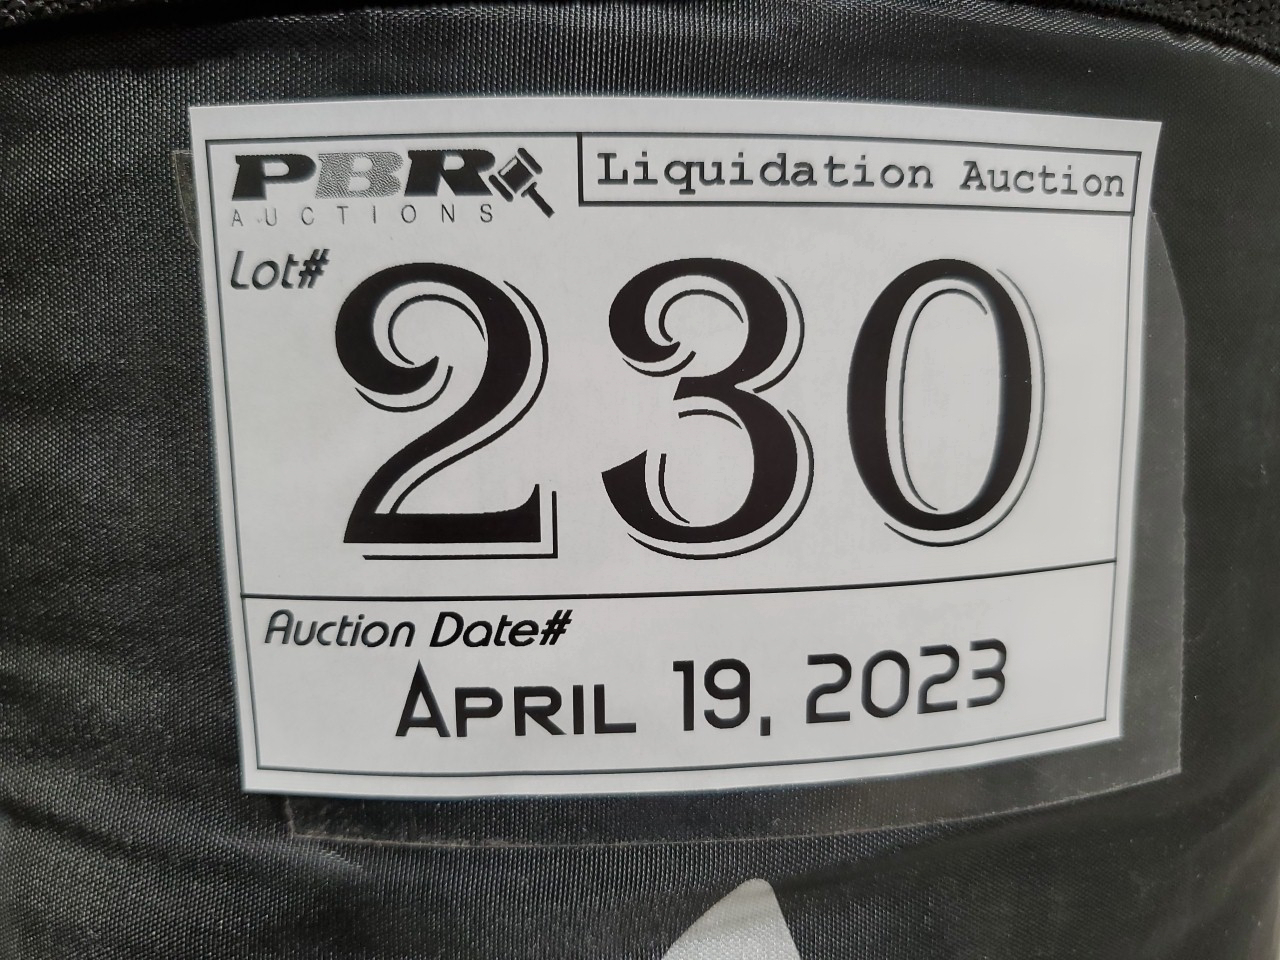 PBR
AUCTIONS
Liquidation Auction
Lot#
230
Auction Date#
APRIL 19, 2023